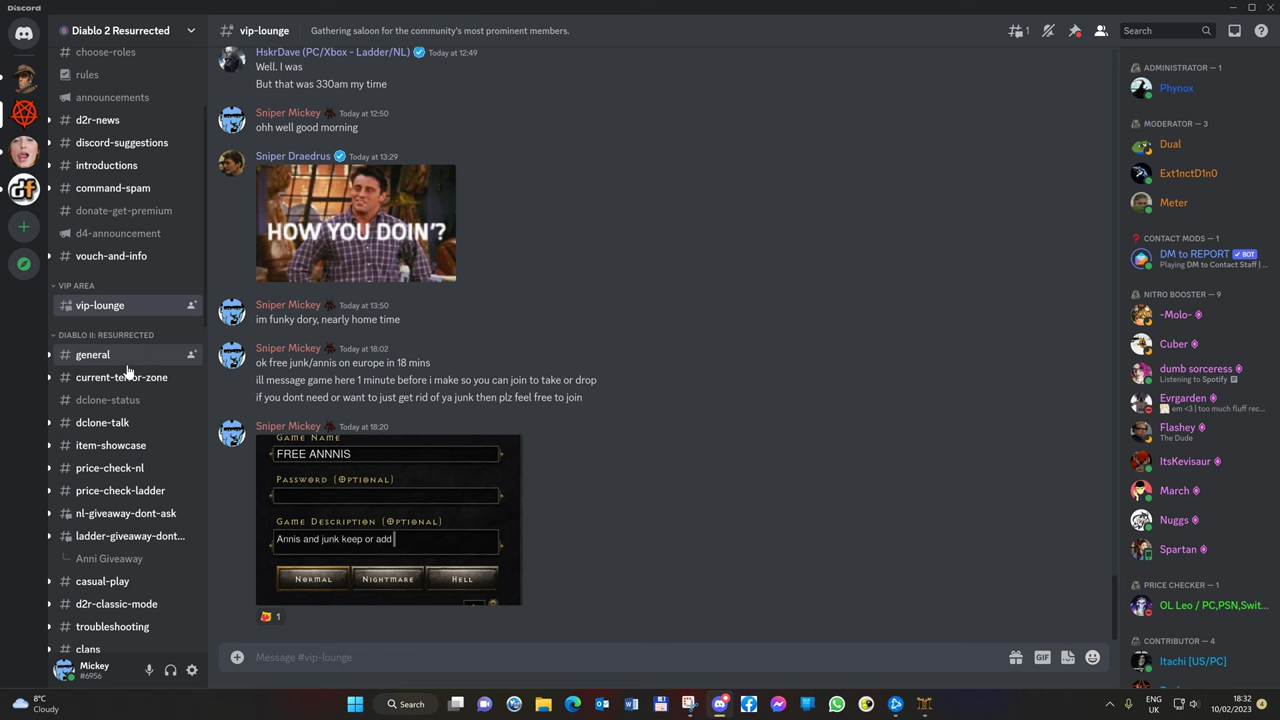 Discord
Diablo 2 Resurrected
choose-roles
rules
announcements
d2r-news
discord-suggestions
introductions
command-spam
donate-get-premium
d4-announcement
vouch-and-info
VIP AREA
vip-lounge
DIABLO II: RESURRECTED
general
current-terror-zone
dclone-status
dclone-talk
item-showcase
price-check-nl
price-check-ladder
nl-giveaway-dont-ask
ladder-giveaway-dont...
Anni Giveaway
casual-play
d2r-classic-mode
troubleshooting
clans
Mickey
#6956
vip-lounge Gathering saloon for the community's most prominent members.
1
Search
HskrDave (PC/Xbox - Ladder/NL) Today at 12:49
Well. I was
But that was 330am my time
Sniper Mickey Today at 12:50
ohh well good morning
Sniper Draedrus Today at 13:29
HOW YOU DOIN'?
Sniper Mickey Today at 13:50
im funky dory, nearly home time
Sniper Mickey Today at 18:02
ok free junk/annis on europe in 18 mins
ill message game here 1 minute before i make so you can join to take or drop
if you dont need or want to just get rid of ya junk then plz feel free to join
Sniper Mickey Today at 18:20
GAME NAME
FREE ANNNIS
PASSWORD (OPTIONAL)
GAME DESCRIPTION (OPTIONAL)
Annis and junk keep or add
NORMAL NIGHTMARE HELL
1
Message #vip-lounge
GIF
ADMINISTRATOR — 1
Phynox
MODERATOR — 3
Dual
Ext1nctD1n0
Meter
CONTACT MODS — 1
DM to REPORT BOT
Playing DM to Contact Staff |...
NITRO BOOSTER — 9
-Molo-
Cuber
dumb sorceress
Listening to Spotify
Evrgarden
em <3 | too much fluff rec...
Flashey
The Dude
ItsKevisaur
March
Nuggs
Spartan
PRICE CHECKER — 1
OL Leo / PC,PSN,Swit...
CONTRIBUTOR — 4
Itachi [US/PC]
8°C
Cloudy
Search
ENG
UK
18:32
10/02/2023